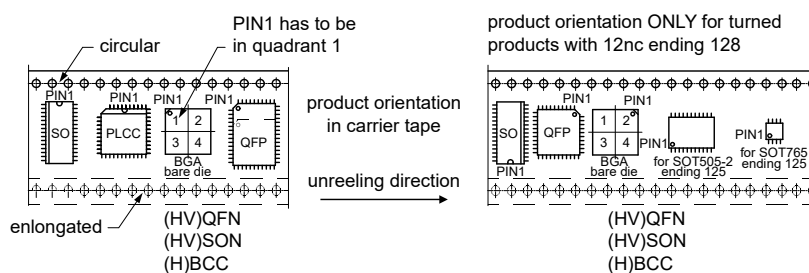 PIN1 has to be
in quadrant 1
circular
PIN1
SO
PIN1
PLCC
PIN1
1 2
3 4
BGA
bare die
PIN1
QFP
enlongated
(HV)QFN
(HV)SON
(H)BCC
product orientation
in carrier tape
unreeling direction
product orientation ONLY for turned
products with 12nc ending 128
SO
PIN1
PIN1
QFP
PIN1
1 2
3 4
BGA
bare die
PIN1
for SOT505-2
ending 125
PIN1
for SOT765
ending 125
(HV)QFN
(HV)SON
(H)BCC